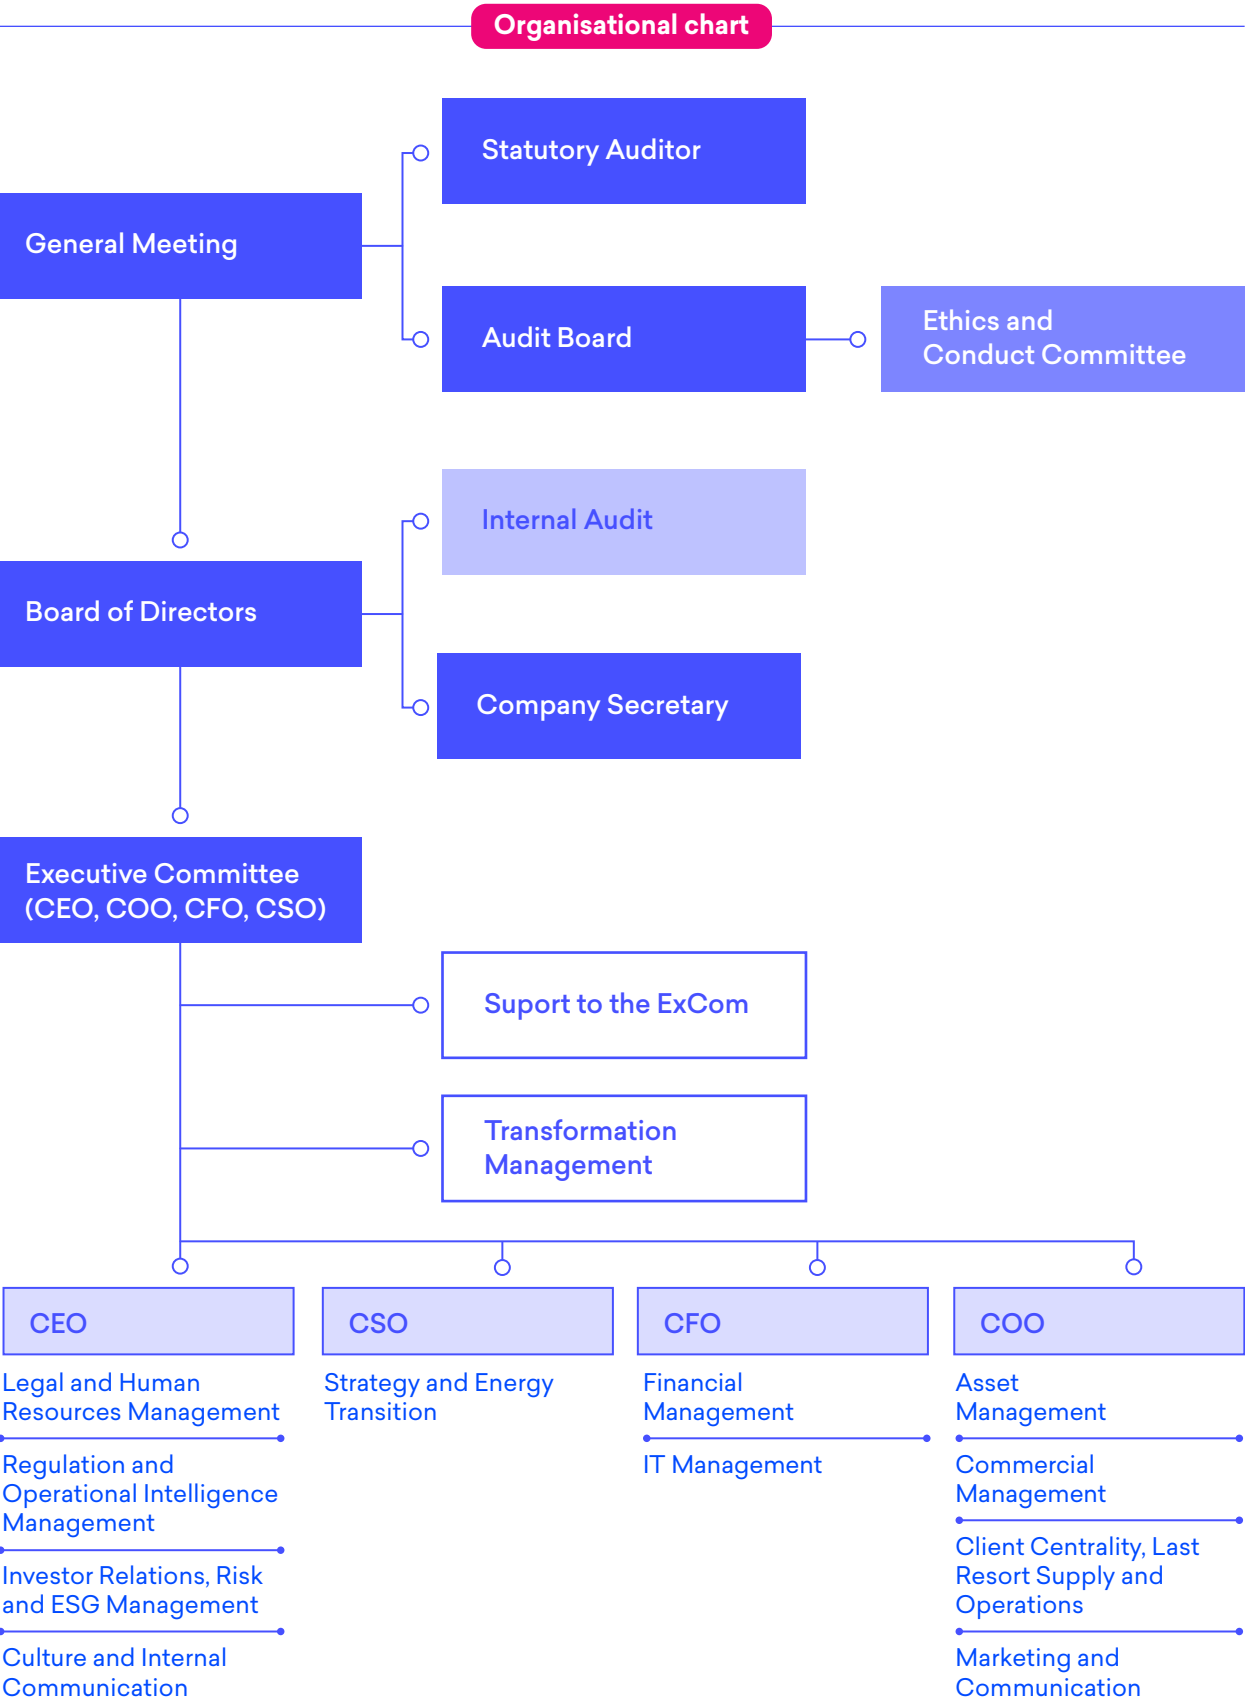 Organisational chart
Statutory Auditor
General Meeting
Audit Board
Ethics and
Conduct Committee
Internal Audit
Board of Directors
Company Secretary
Executive Committee
(CEO, COO, CFO, CSO)
Suport to the ExCom
Transformation
Management
CEO
Legal and Human
Resources Management
Regulation and
Operational Intelligence
Management
Investor Relations, Risk
and ESG Management
Culture and Internal
Communication
CSO
Strategy and Energy
Transition
CFO
Financial
Management
IT Management
COO
Asset
Management
Commercial
Management
Client Centrality, Last
Resort Supply and
Operations
Marketing and
Communication